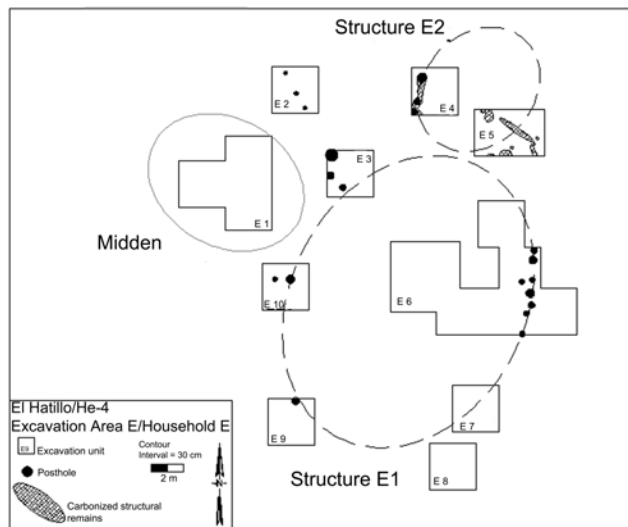 Structure E2
E 2
E 4
E 5
E 3
E 1
Midden
E 6
E 10
E 7
E 9
E 8
Structure E1
El Hatillo/He-4
Excavation Area E/Household E
Excavation unit
Contour
Interval = 30 cm
Posthole
2 m
N
Carbonized structural
remains